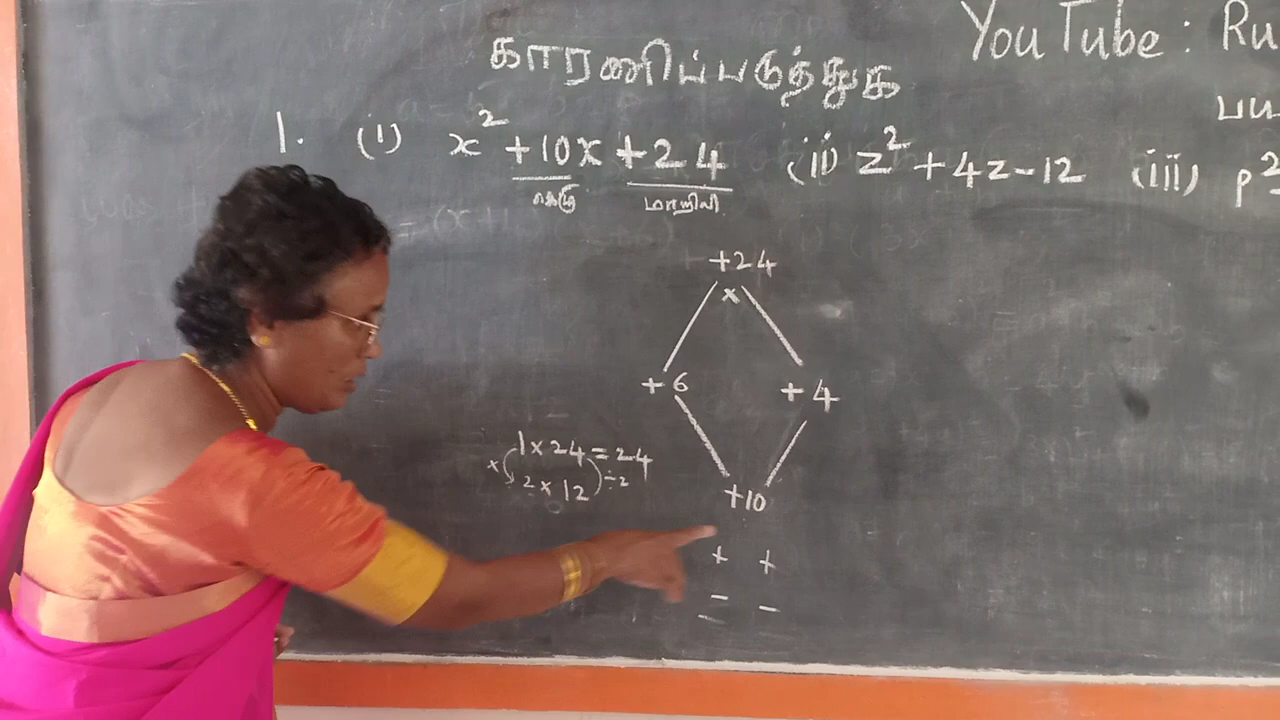 YouTube: Ru
காரணிப்படுத்துக
பய
1. (i) x² +10x +24 (ii) z² + 4z - 12 (iii) p²
கெழு மாறிலி
+24
x
+6 +4
1 x 24 = 24
x 2 x 12 ÷2
+10
+ +
- -